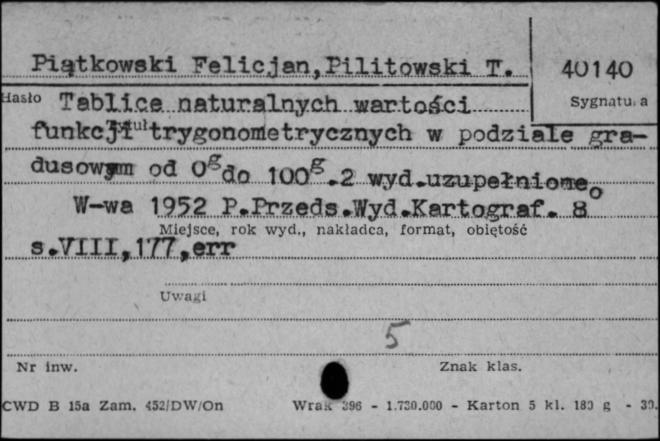 Piątkowski Felicjan, Pilitowski T.
40140
Hasło Tablice naturalnych wartości
Sygnatura
funkcji trygonometrycznych w podziale gra-
dusowym od 0g do 100g. 2 wyd. uzupełnione
W-wa 1952 P.Przeds.Wyd.Kartograf. 8o
Miejsce, rok wyd., nakładca, format, objętość
s.VIII,177,err
Uwagi
5
Nr inw.
Znak klas.
CWD B 15a Zam. 452/DW/On
Wrak 396 - 1.730.000 - Karton 5 kl. 180 g - 30.